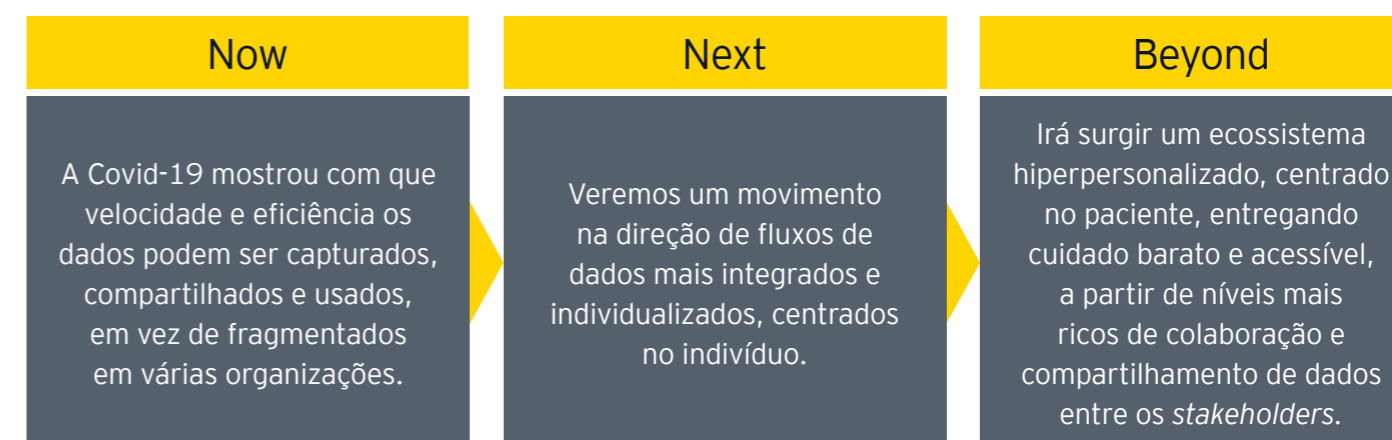 Now
A Covid-19 mostrou com que
velocidade e eficiência os
dados podem ser capturados,
compartilhados e usados,
em vez de fragmentados
em várias organizações.
Next
Veremos um movimento
na direção de fluxos de
dados mais integrados e
individualizados, centrados
no indivíduo.
Beyond
Irá surgir um ecossistema
hiperpersonalizado, centrado
no paciente, entregando
cuidado barato e acessível,
a partir de níveis mais
ricos de colaboração e
compartilhamento de dados
entre os stakeholders.